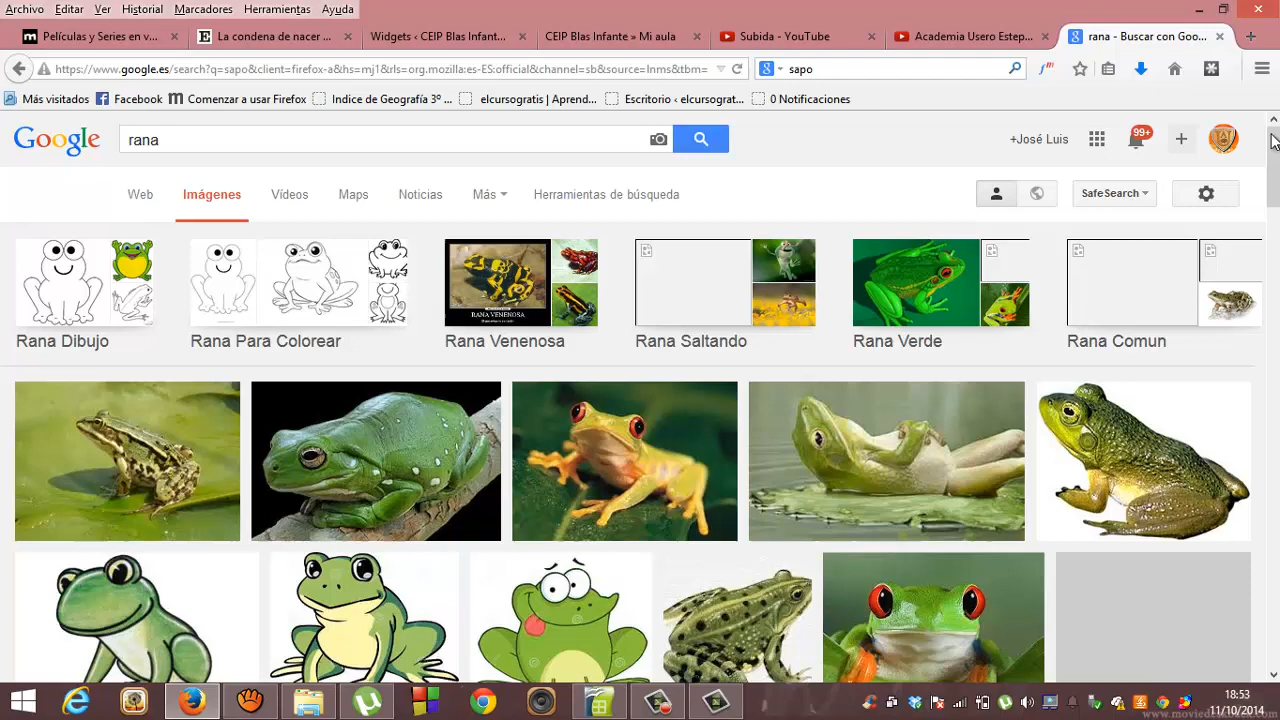 Archivo Editar Ver Historial Marcadores Herramientas Ayuda
Películas y Series en v... La condena de nacer ... Widgets ‹ CEIP Blas Infant... CEIP Blas Infante » Mi aula Subida - YouTube Academia Usero Estep... rana - Buscar con Goo...
https://www.google.es/search?q=sapo&client=firefox-a&hs=mj1&rls=org.mozilla:es-ES:official&channel=sb&source=lnms&tbm= sapo
Más visitados Facebook Comenzar a usar Firefox Indice de Geografía 3º ... elcursogratis | Aprend... Escritorio ‹ elcursograt... 0 Notificaciones
Google rana +José Luis 99+
Web Imágenes Vídeos Maps Noticias Más Herramientas de búsqueda SafeSearch
RANA VENENOSA
Rana Dibujo Rana Para Colorear Rana Venenosa Rana Saltando Rana Verde Rana Comun
18:53
11/10/2014